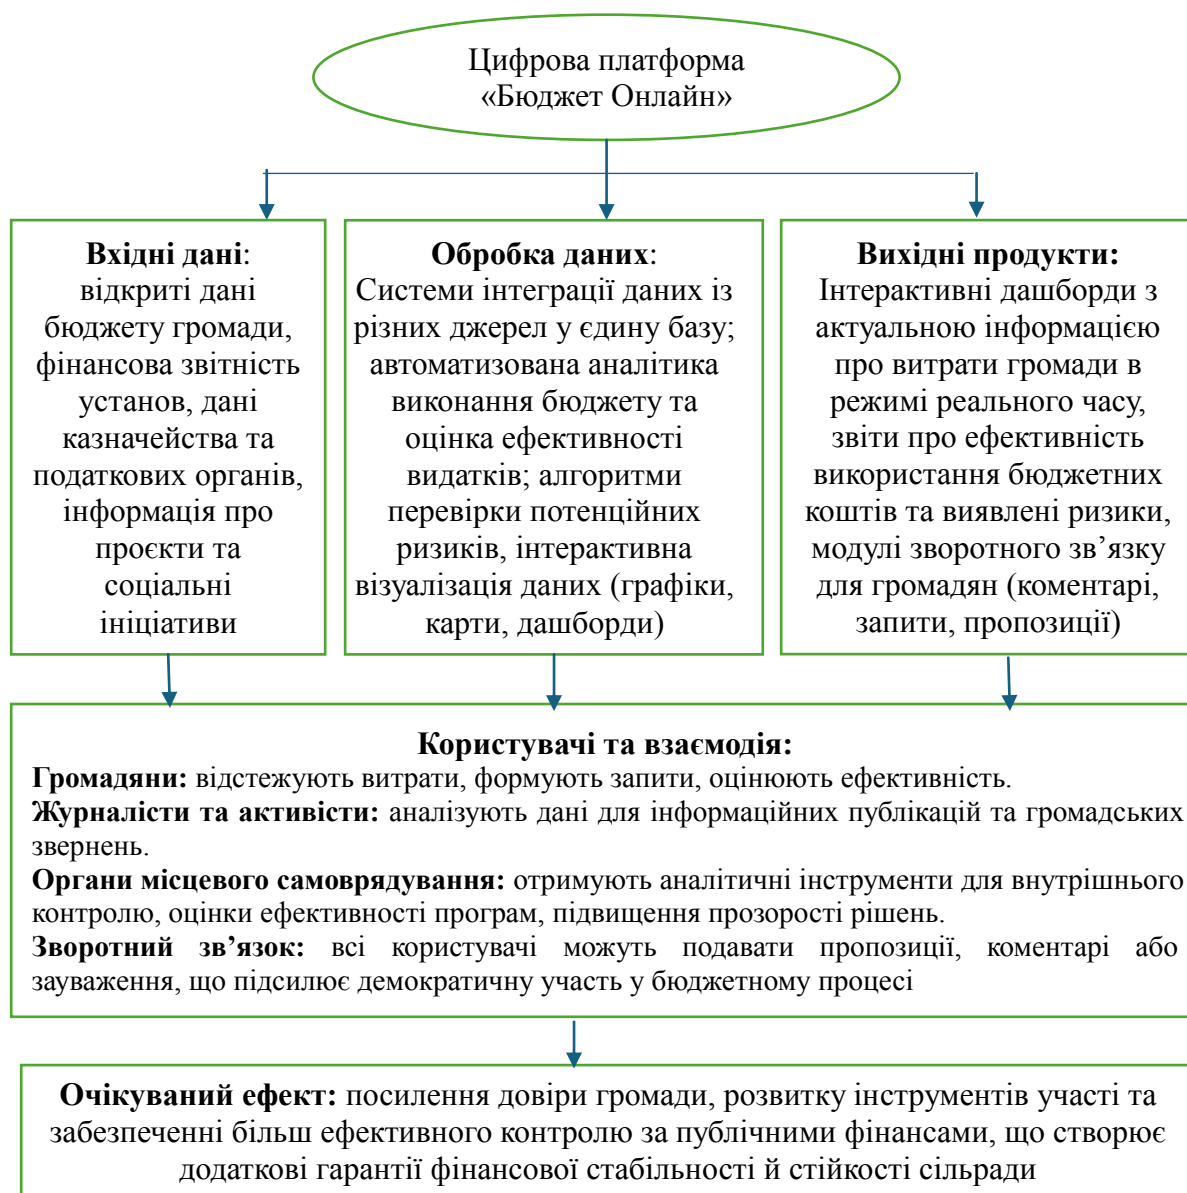 Цифрова платформа
«Бюджет Онлайн»
Вхідні дані:
відкриті дані
бюджету громади,
фінансова звітність
установ, дані
казначейства та
податкових органів,
інформація про
проєкти та
соціальні
ініціативи
Обробка даних:
Системи інтеграції даних із
різних джерел у єдину базу;
автоматизована аналітика
виконання бюджету та
оцінка ефективності
видатків; алгоритми
перевірки потенційних
ризиків, інтерактивна
візуалізація даних (графіки,
карти, дашборди)
Вихідні продукти:
Інтерактивні дашборди з
актуальною інформацією
про витрати громади в
режимі реального часу,
звіти про ефективність
використання бюджетних
коштів та виявлені ризики,
модулі зворотного зв’язку
для громадян (коментарі,
запити, пропозиції)
Користувачі та взаємодія:
Громадяни: відстежують витрати, формують запити, оцінюють ефективність.
Журналісти та активісти: аналізують дані для інформаційних публікацій та громадських
звернень.
Органи місцевого самоврядування: отримують аналітичні інструменти для внутрішнього
контролю, оцінки ефективності програм, підвищення прозорості рішень.
Зворотний зв’язок: всі користувачі можуть подавати пропозиції, коментарі або
зауваження, що підсилює демократичну участь у бюджетному процесі
Очікуваний ефект: посилення довіри громади, розвитку інструментів участі та
забезпеченні більш ефективного контролю за публічними фінансами, що створює
додаткові гарантії фінансової стабільності й стійкості сільради